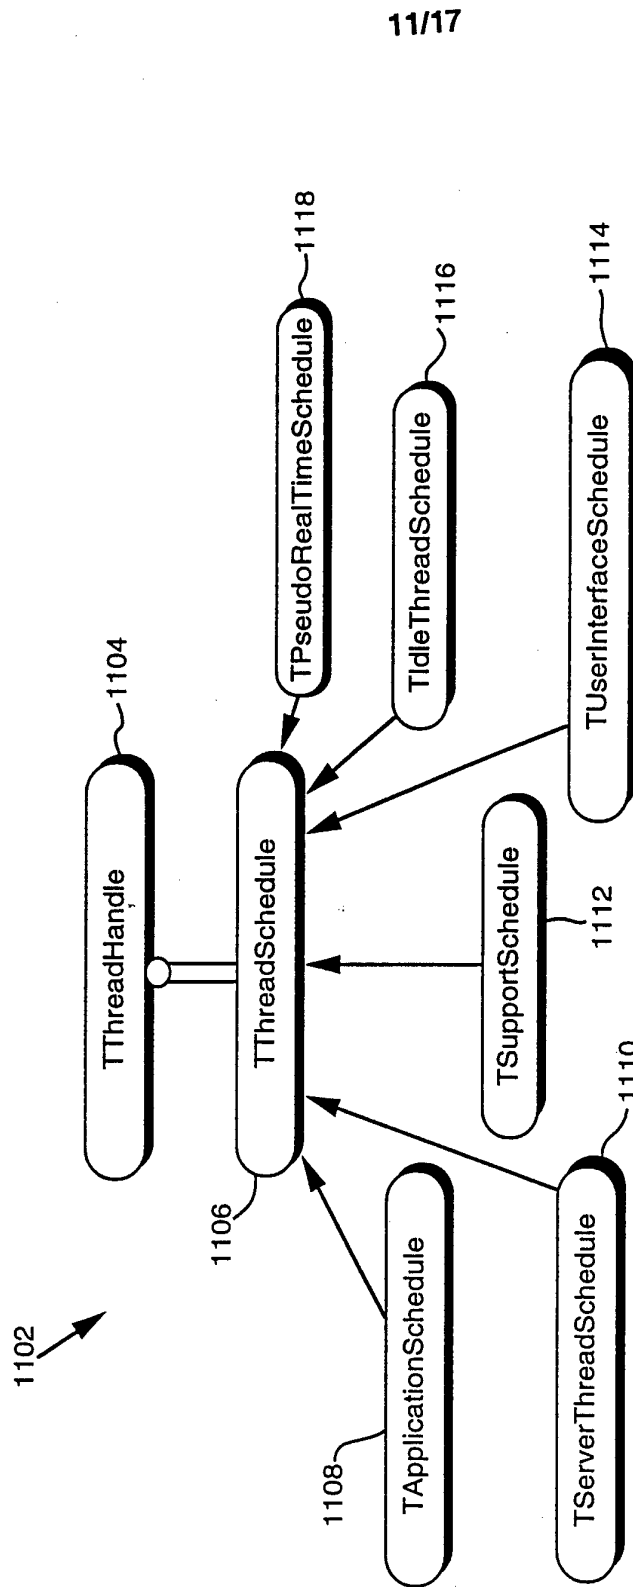 11/17
1102
TThreadHandle
1104
TThreadSchedule
1106
TPseudoRealTimeSchedule
1118
TApplicationSchedule
1108
TIdleThreadSchedule
1116
TSupportSchedule
1112
TServerThreadSchedule
1110
TUserInterfaceSchedule
1114